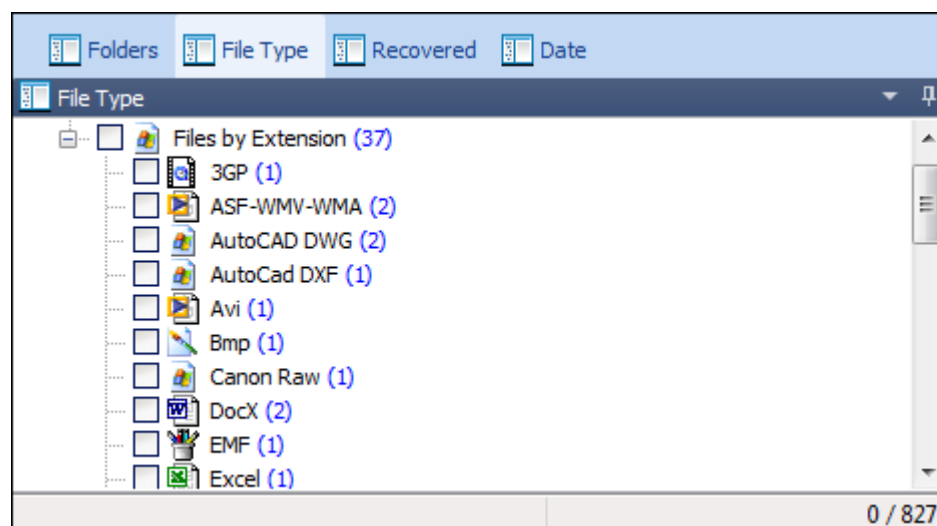 Folders File Type Recovered Date
File Type
Files by Extension (37)
3GP (1)
ASF-WMV-WMA (2)
AutoCAD DWG (2)
AutoCad DXF (1)
Avi (1)
Bmp (1)
Canon Raw (1)
DocX (2)
EMF (1)
Excel (1)
0 / 827